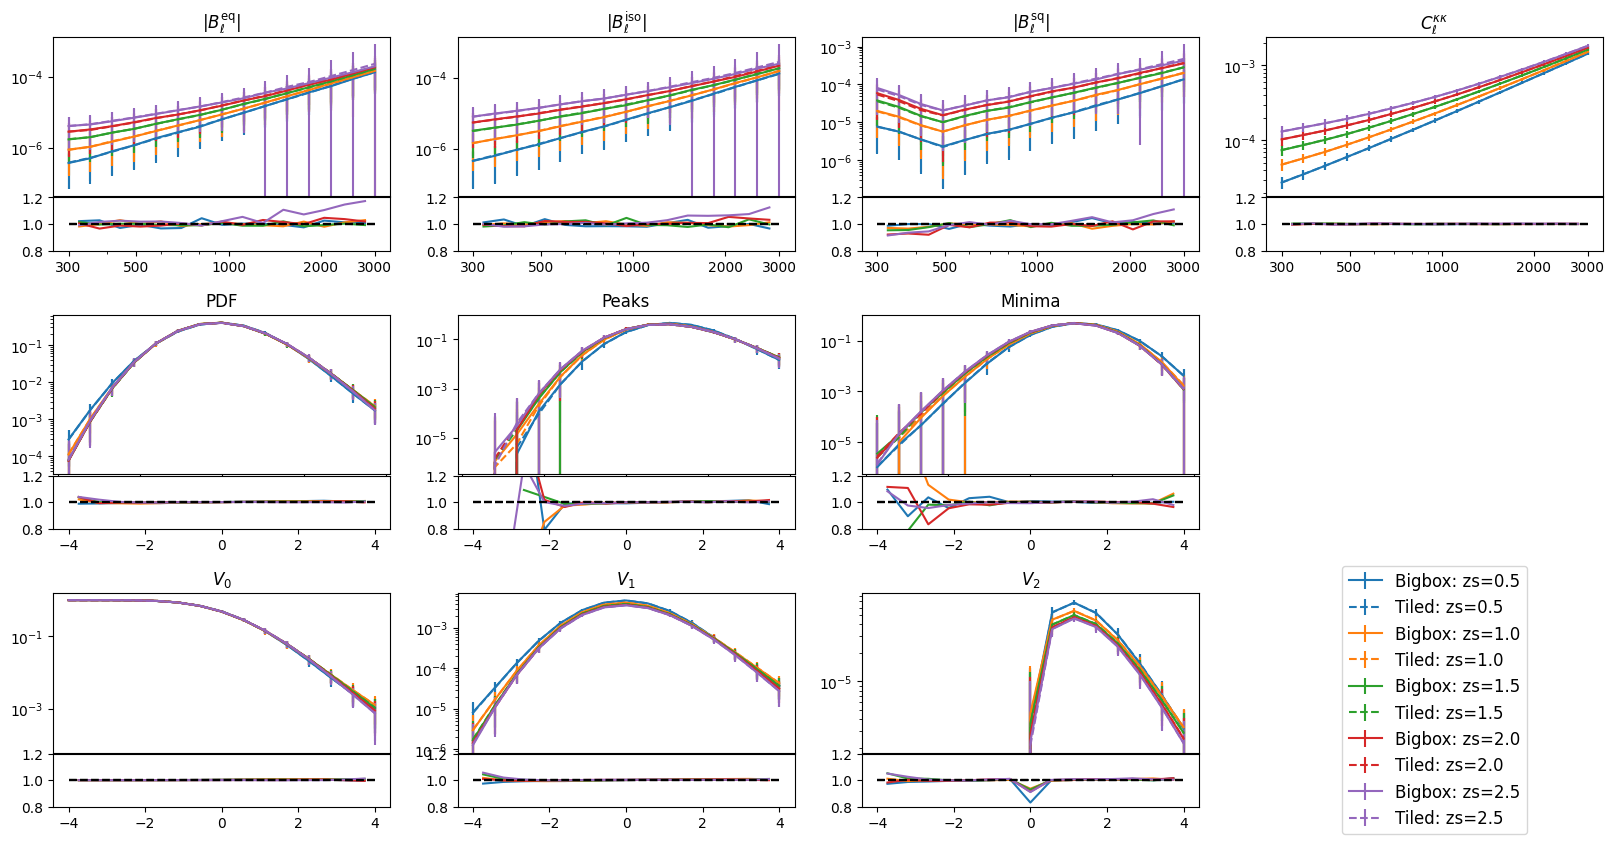 |B_ℓ^eq| |B_ℓ^iso| |B_ℓ^sq| C_ℓ^κκ
10^−4 10^−4 10^−3 10^−3
10^−6 10^−6 10^−4 10^−4
10^−5
10^−6
1.2 1.2 1.2 1.2
1.0 1.0 1.0 1.0
0.8 0.8 0.8 0.8
300 500 1000 2000 3000 300 500 1000 2000 3000 300 500 1000 2000 3000 300 500 1000 2000 3000
PDF Peaks Minima
10^−1 10^−1 10^−1
10^−2 10^−3 10^−3
10^−3 10^−5 10^−5
10^−4
1.2 1.2 1.2
1.0 1.0 1.0
0.8 0.8 0.8
−4 −2 0 2 4 −4 −2 0 2 4 −4 −2 0 2 4
V_0 V_1 V_2
10^−1 10^−3 10^−5
10^−3 10^−4
10^−5
10^−6
1.2 1.2 1.2
1.0 1.0 1.0
0.8 0.8 0.8
−4 −2 0 2 4 −4 −2 0 2 4 −4 −2 0 2 4
Bigbox: zs=0.5
Tiled: zs=0.5
Bigbox: zs=1.0
Tiled: zs=1.0
Bigbox: zs=1.5
Tiled: zs=1.5
Bigbox: zs=2.0
Tiled: zs=2.0
Bigbox: zs=2.5
Tiled: zs=2.5